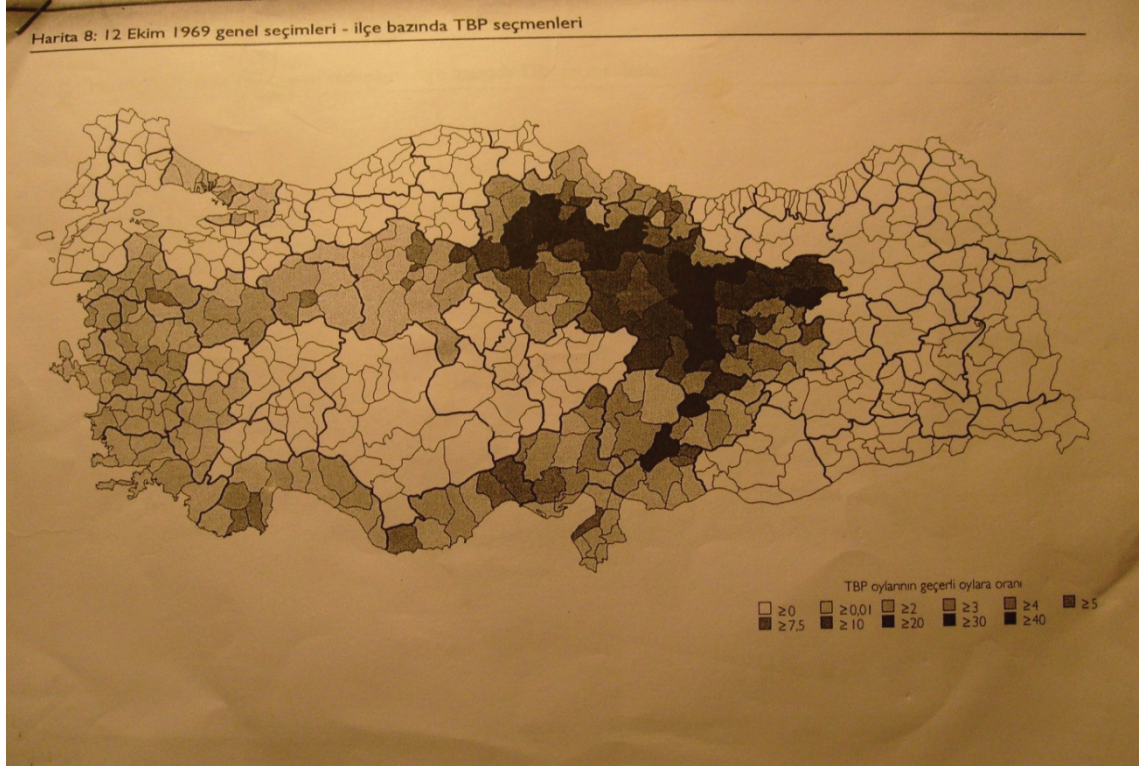 Harita 8: 12 Ekim 1969 genel seçimleri - ilçe bazında TBP seçmenleri
TBP oylarının geçerli oylara oranı
≥0 ≥0,01 ≥2 ≥3 ≥4 ≥5
≥7,5 ≥10 ≥20 ≥30 ≥40